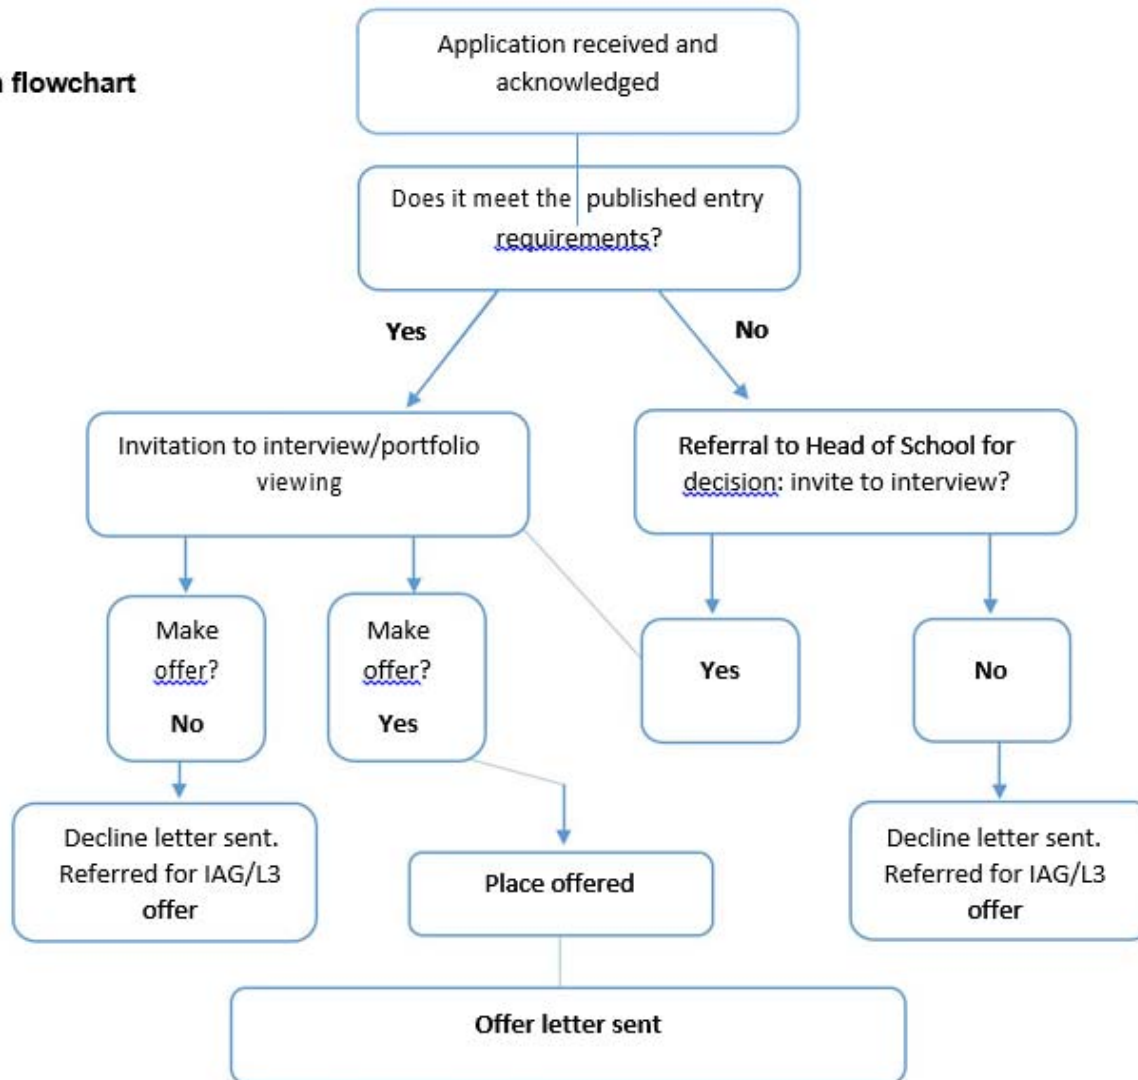 flowchart
Application received and
acknowledged
Does it meet the published entry
requirements?
Yes
No
Invitation to interview/portfolio
viewing
Referral to Head of School for
decision: invite to interview?
Make
offer?
No
Make
offer?
Yes
Yes
No
Decline letter sent.
Referred for IAG/L3
offer
Place offered
Decline letter sent.
Referred for IAG/L3
offer
Offer letter sent